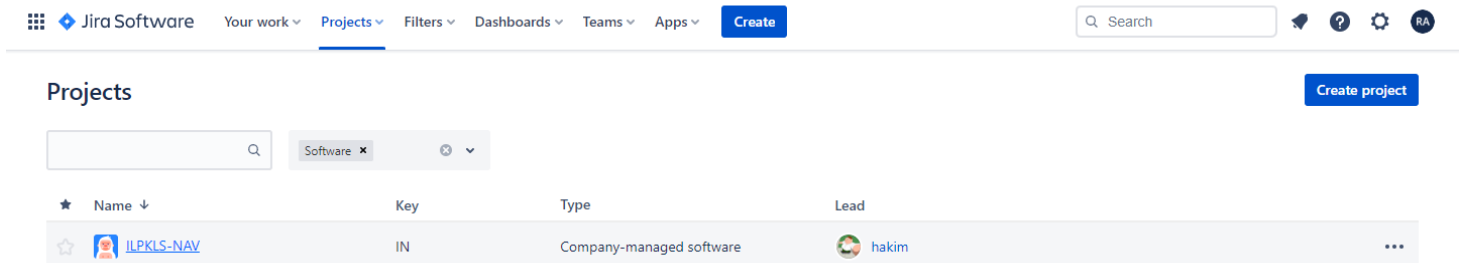 Jira Software Your work Projects Filters Dashboards Teams Apps Create Search RA
Projects Create project
Software
Name Key Type Lead
ILPKLS-NAV IN Company-managed software hakim